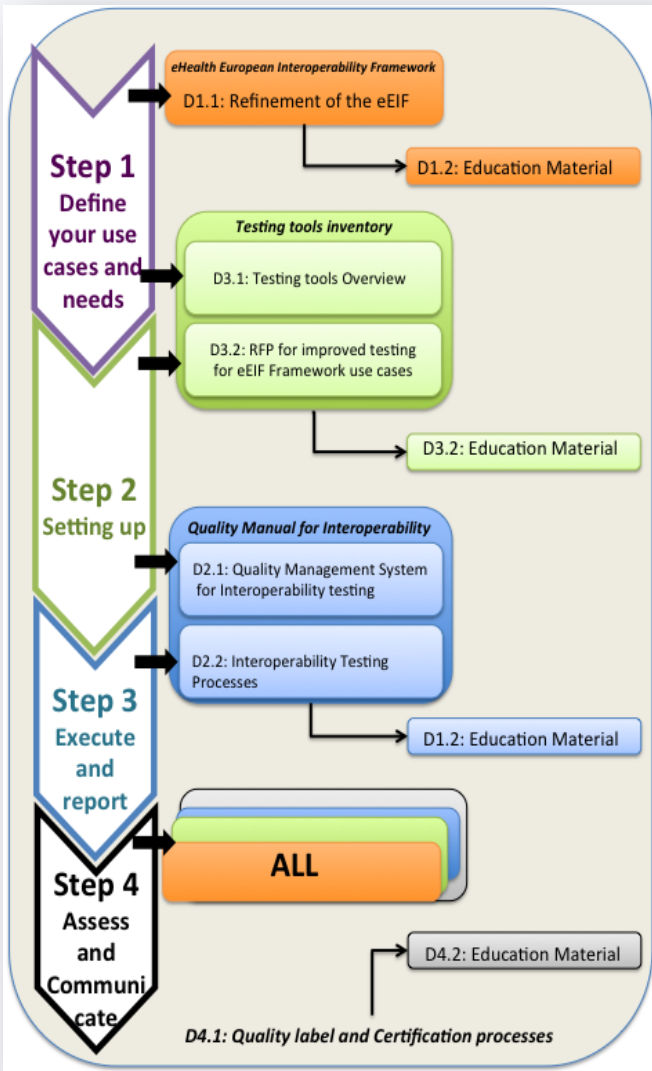 eHealth European Interoperability Framework
D1.1: Refinement of the eEIF
D1.2: Education Material
Step 1
Define
your use
cases and
needs
Testing tools inventory
D3.1: Testing tools Overview
D3.2: RFP for improved testing
for eEIF Framework use cases
D3.2: Education Material
Step 2
Setting up
Quality Manual for Interoperability
D2.1: Quality Management System
for Interoperability testing
D2.2: Interoperability Testing
Processes
D1.2: Education Material
Step 3
Execute
and
report
ALL
Step 4
Assess
and
Communi
cate
D4.2: Education Material
D4.1: Quality label and Certification processes